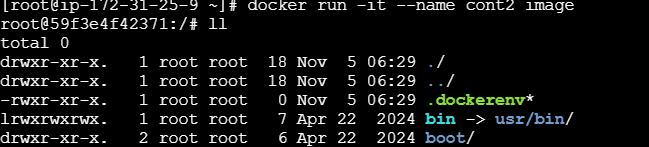 [root@ip-172-31-25-9 ~]# docker run -it --name cont2 image
root@59f3e4f42371:/# ll
total 0
drwxr-xr-x.   1 root root  18 Nov  5 06:29 ./
drwxr-xr-x.   1 root root  18 Nov  5 06:29 ../
-rwxr-xr-x.   1 root root   0 Nov  5 06:29 .dockerenv*
lrwxrwxrwx.   1 root root   7 Apr 22  2024 bin -> usr/bin/
drwxr-xr-x.   2 root root   6 Apr 22  2024 boot/